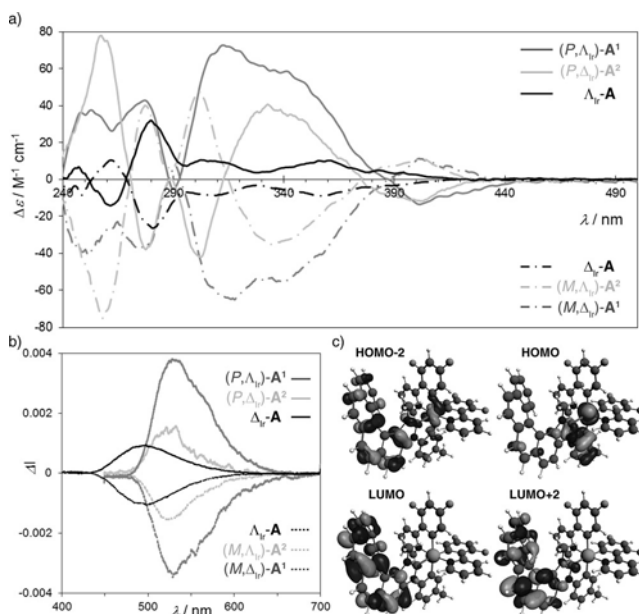 a)
80
(P,Λ_Ir)-A¹
60
(P,Δ_Ir)-A²
40
Λ_Ir-A
20
0
240 290 340 390 440 490
Δε / M⁻¹ cm⁻¹
λ / nm
-20
-40
Δ_Ir-A
-60
(M,Λ_Ir)-A²
-80
(M,Δ_Ir)-A¹
b)
0.004
(P,Λ_Ir)-A¹
0.002
(P,Δ_Ir)-A²
Δ_Ir-A
ΔI
0
-0.002
Λ_Ir-A
(M,Λ_Ir)-A²
-0.004
(M,Δ_Ir)-A¹
400 500 600 700
λ / nm
c)
HOMO-2 HOMO
LUMO LUMO+2